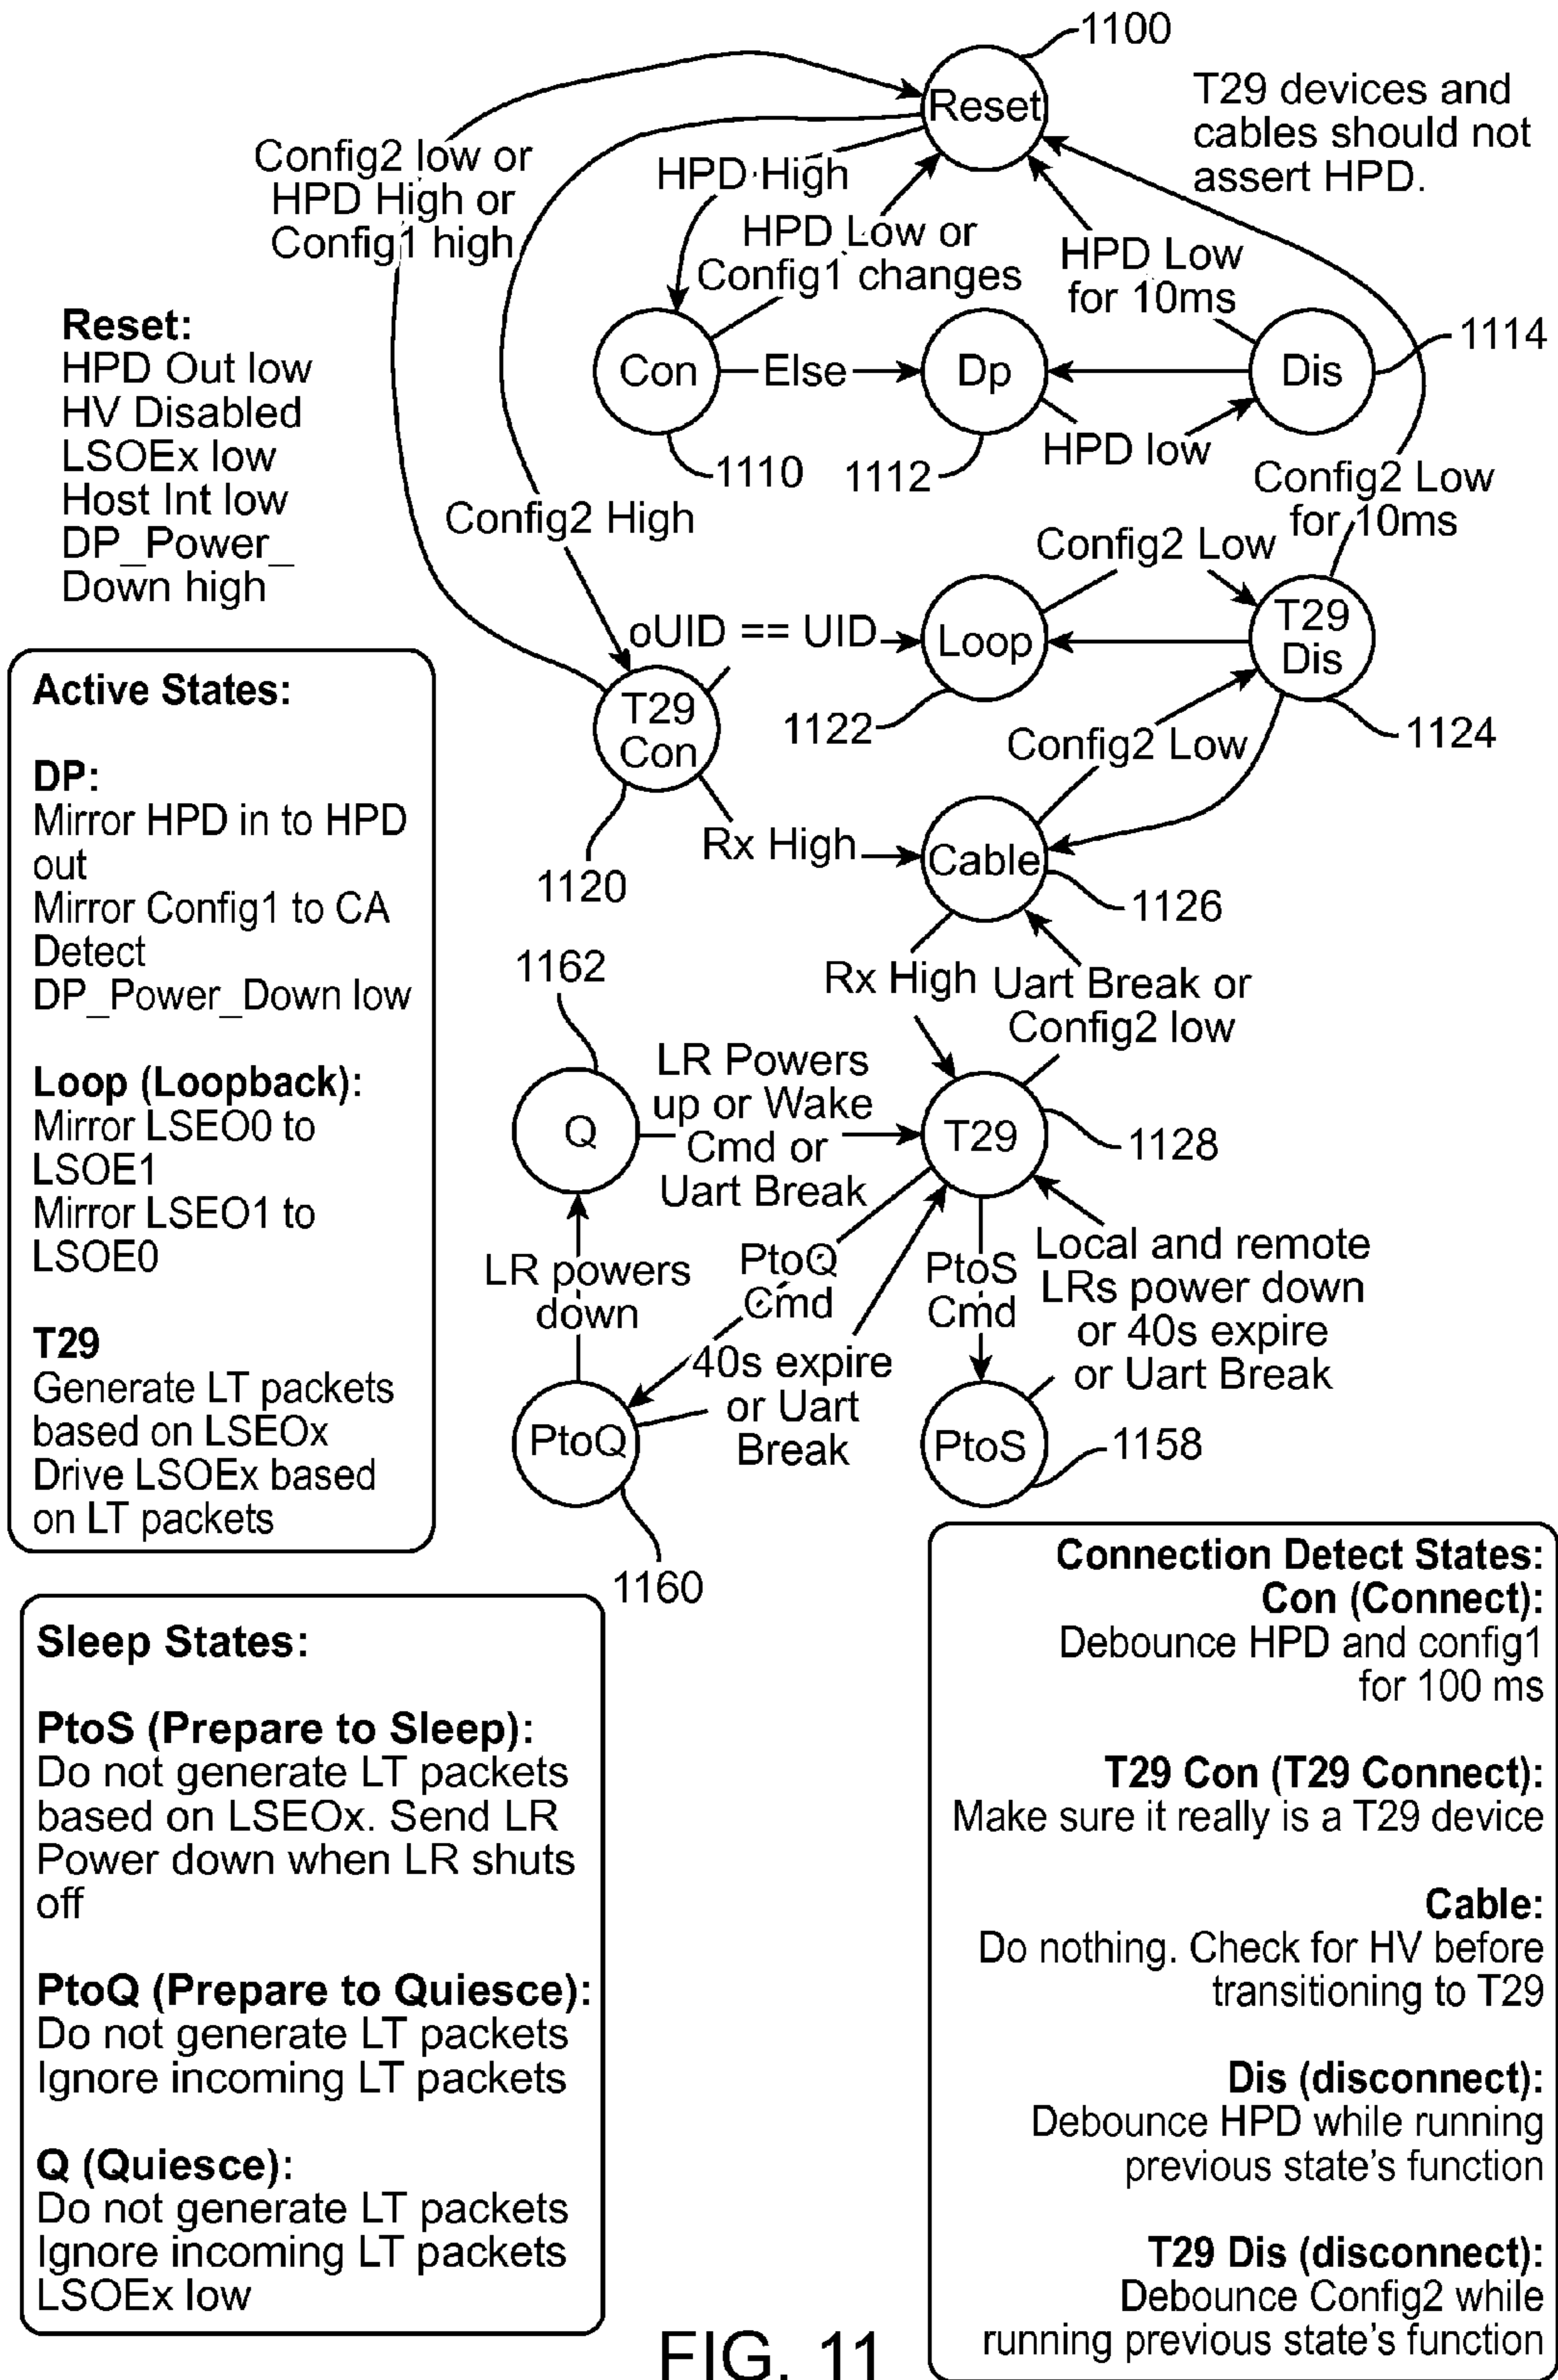 1100
Reset
T29 devices and
cables should not
assert HPD.
Config2 low or
HPD High or
Config1 high
HPD High
HPD Low or
Config1 changes
HPD Low
for 10ms
Reset:
HPD Out low
HV Disabled
LSOEx low
Host Int low
DP_Power_
Down high
Con
Else
Dp
Dis
1114
HPD low
1110
1112
Config2 High
Config2 Low
for 10ms
Config2 Low
oUID == UID
Loop
T29
Dis
T29
Con
1122
1124
Config2 Low
Rx High
Cable
1120
1126
Active States:
DP:
Mirror HPD in to HPD
out
Mirror Config1 to CA
Detect
DP_Power_Down low
Loop (Loopback):
Mirror LSEO0 to
LSOE1
Mirror LSEO1 to
LSOE0
T29
Generate LT packets
based on LSEOx
Drive LSOEx based
on LT packets
1162
Rx High
Uart Break or
Config2 low
Q
LR Powers
up or Wake
Cmd or
Uart Break
T29
1128
LR powers
down
PtoQ
Cmd
PtoS
Cmd
Local and remote
LRs power down
or 40s expire
or Uart Break
40s expire
or Uart
Break
PtoQ
PtoS
1158
1160
Sleep States:
PtoS (Prepare to Sleep):
Do not generate LT packets
based on LSEOx. Send LR
Power down when LR shuts
off
PtoQ (Prepare to Quiesce):
Do not generate LT packets
Ignore incoming LT packets
Q (Quiesce):
Do not generate LT packets
Ignore incoming LT packets
LSOEx low
Connection Detect States:
Con (Connect):
Debounce HPD and config1
for 100 ms
T29 Con (T29 Connect):
Make sure it really is a T29 device
Cable:
Do nothing. Check for HV before
transitioning to T29
Dis (disconnect):
Debounce HPD while running
previous state's function
T29 Dis (disconnect):
Debounce Config2 while
running previous state's function
FIG. 11